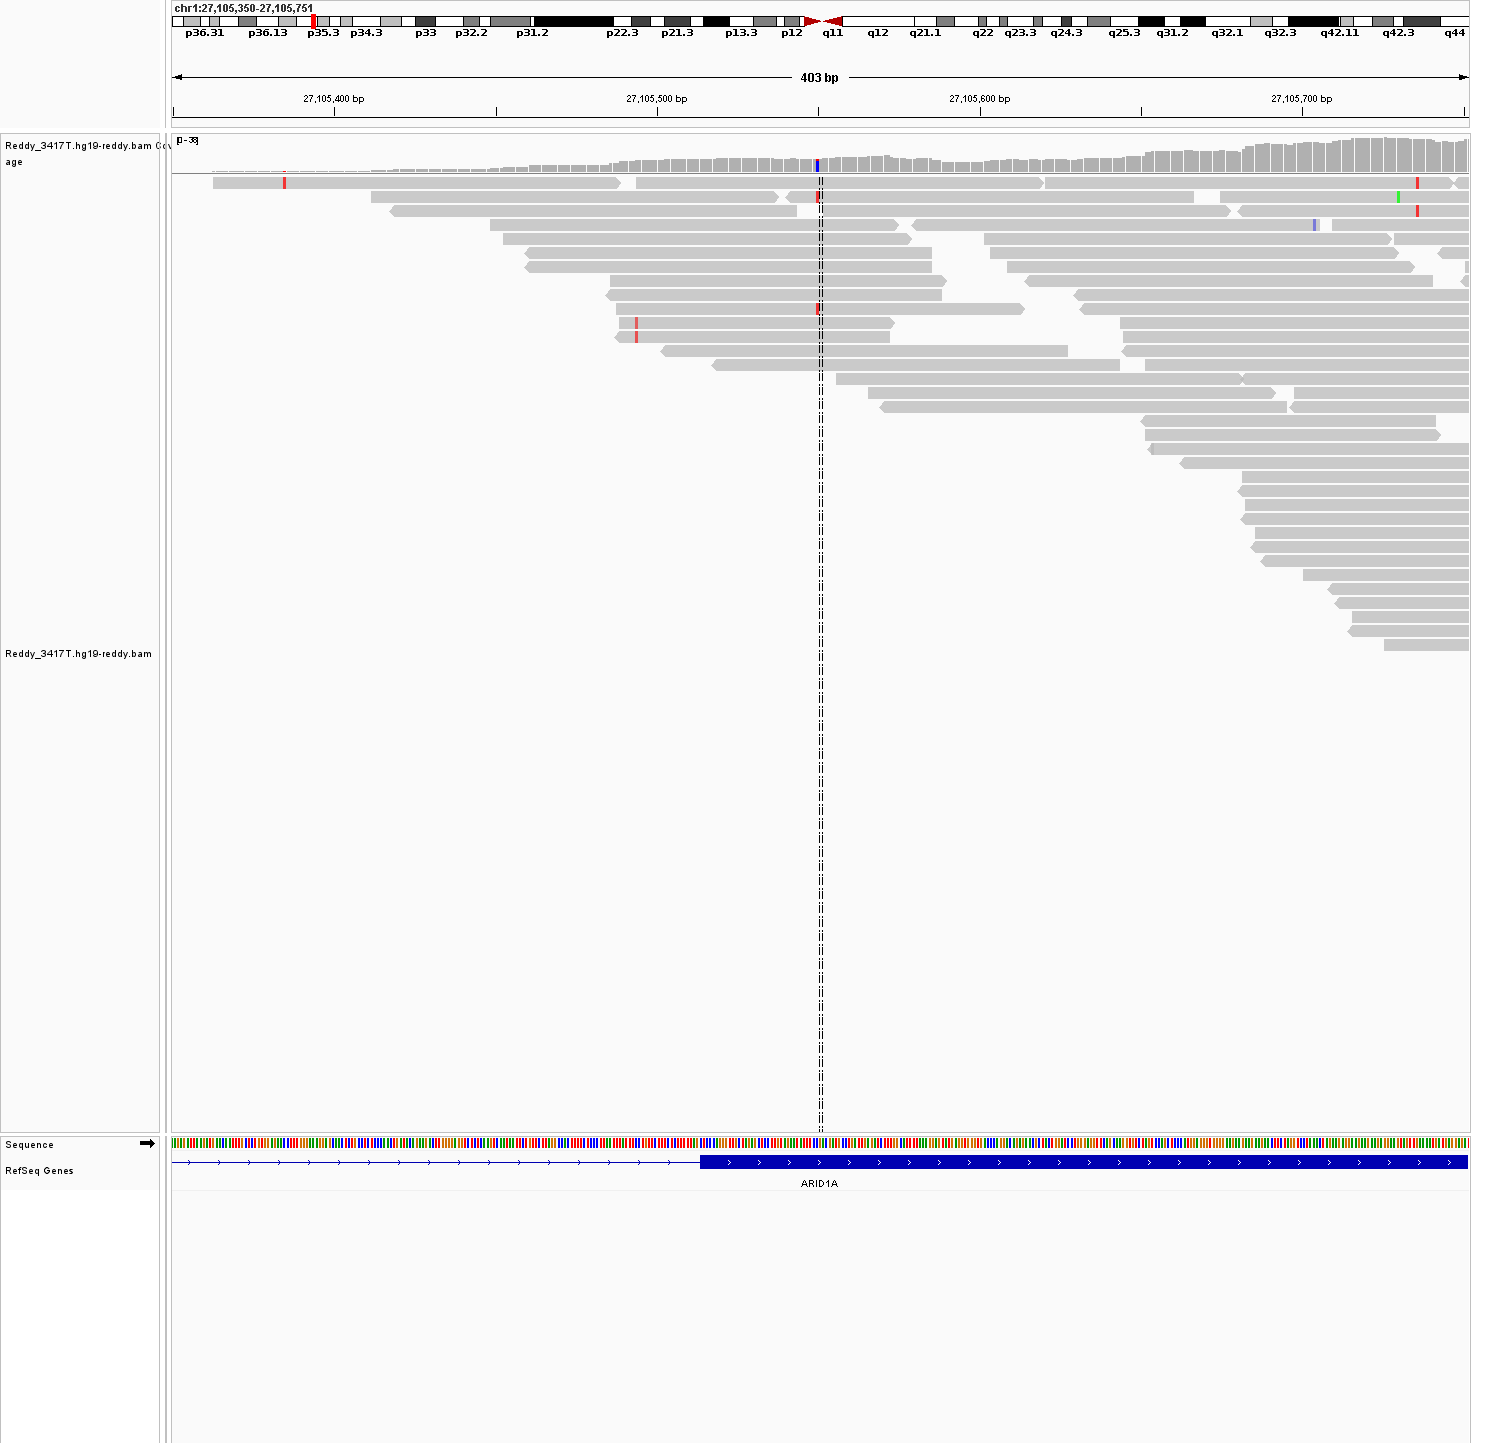 chr1:27,105,350-27,105,751
p36.31 p36.13 p35.3 p34.3 p33 p32.2 p31.2 p22.3 p21.3 p13.3 p12 q11 q12 q21.1 q22 q23.3 q24.3 q25.3 q31.2 q32.1 q32.3 q42.11 q42.3 q44
403 bp
27,105,400 bp 27,105,500 bp 27,105,600 bp 27,105,700 bp
Reddy_3417T.hg19-reddy.bam Cov
age
[0-38]
Reddy_3417T.hg19-reddy.bam
Sequence
RefSeq Genes
ARID1A